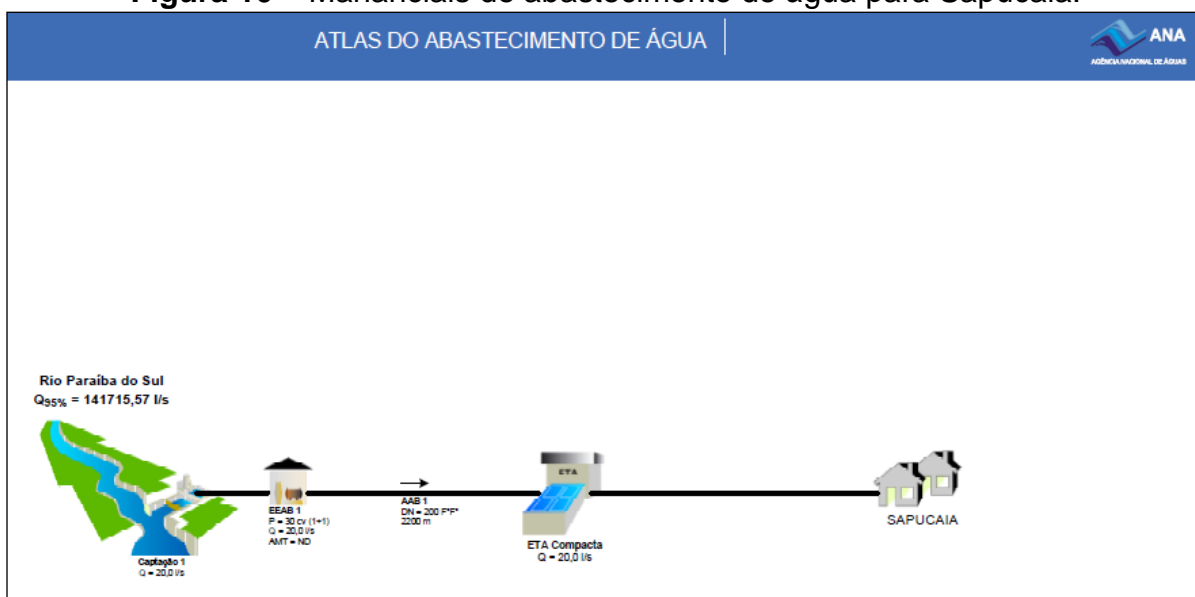 Mananciais de abastecimento de água para Sapucaia.
ATLAS DO ABASTECIMENTO DE ÁGUA
ANA
AGÊNCIA NACIONAL DE ÁGUAS
Rio Paraíba do Sul
Q95% = 141715,57 l/s
ETA
EEAB 1
P = 30 cv (1+1)
Q = 20,0 l/s
AMT = ND
AAB 1
DN = 200 FºFº
2200 m
Captação 1
Q = 20,0 l/s
ETA Compacta
Q = 20,0 l/s
SAPUCAIA